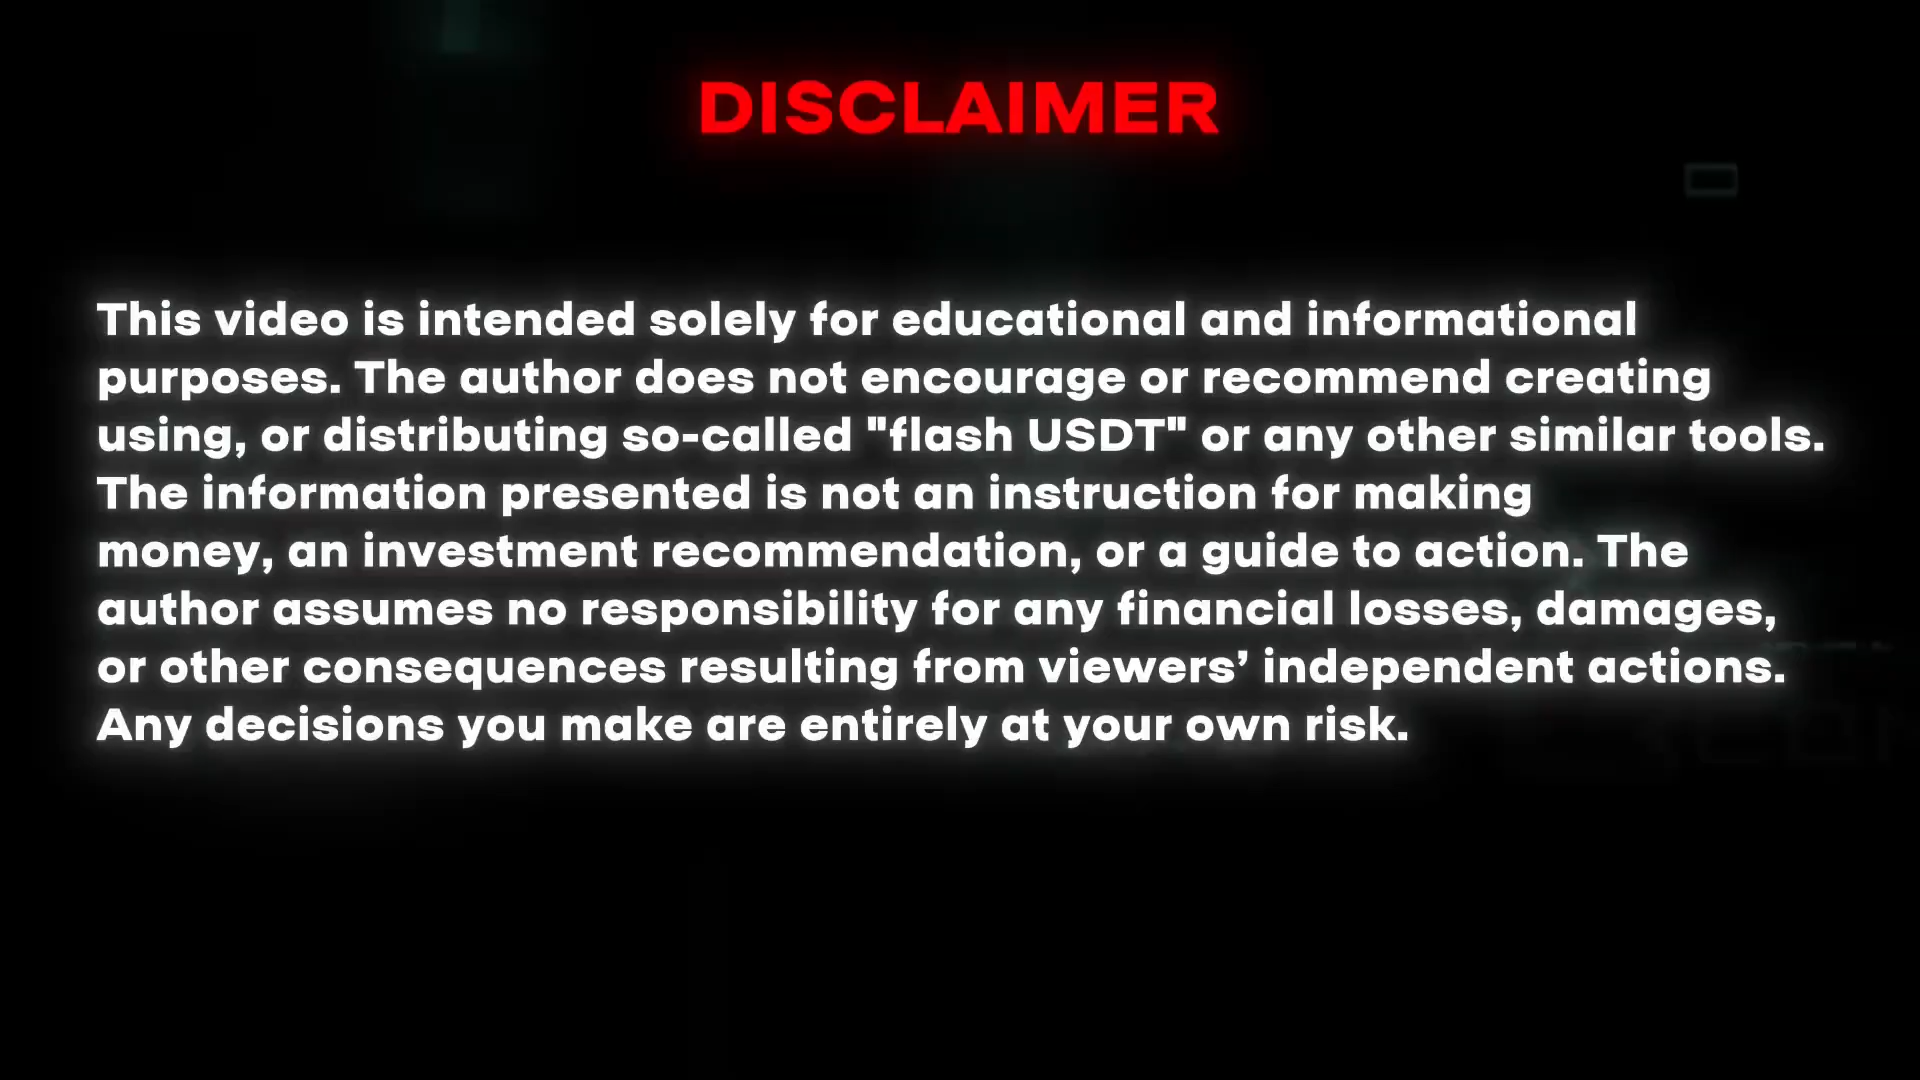 DISCLAIMER
This video is intended solely for educational and informational
purposes. The author does not encourage or recommend creating
using, or distributing so-called "flash USDT" or any other similar tools.
The information presented is not an instruction for making
money, an investment recommendation, or a guide to action. The
author assumes no responsibility for any financial losses, damages,
or other consequences resulting from viewers’ independent actions.
Any decisions you make are entirely at your own risk.